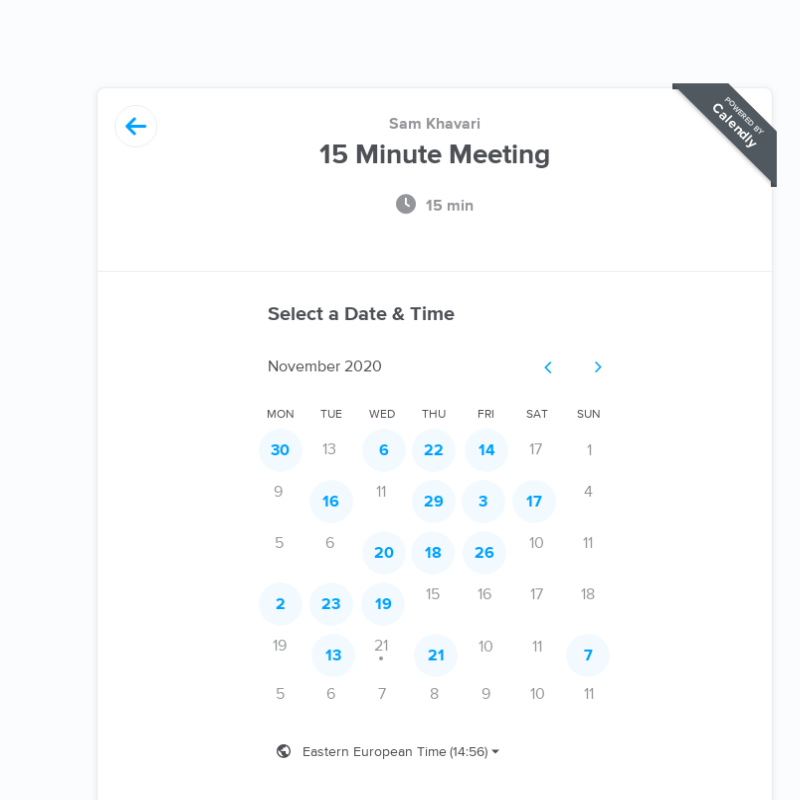 POWERED BY
Calendly
Sam Khavari
15 Minute Meeting
15 min
Select a Date & Time
November 2020
MON TUE WED THU FRI SAT SUN
30 13 6 22 14 17 1
9 16 11 29 3 17 4
5 6 20 18 26 10 11
2 23 19 15 16 17 18
19 13 21 21 10 11 7
5 6 7 8 9 10 11
Eastern European Time (14:56)